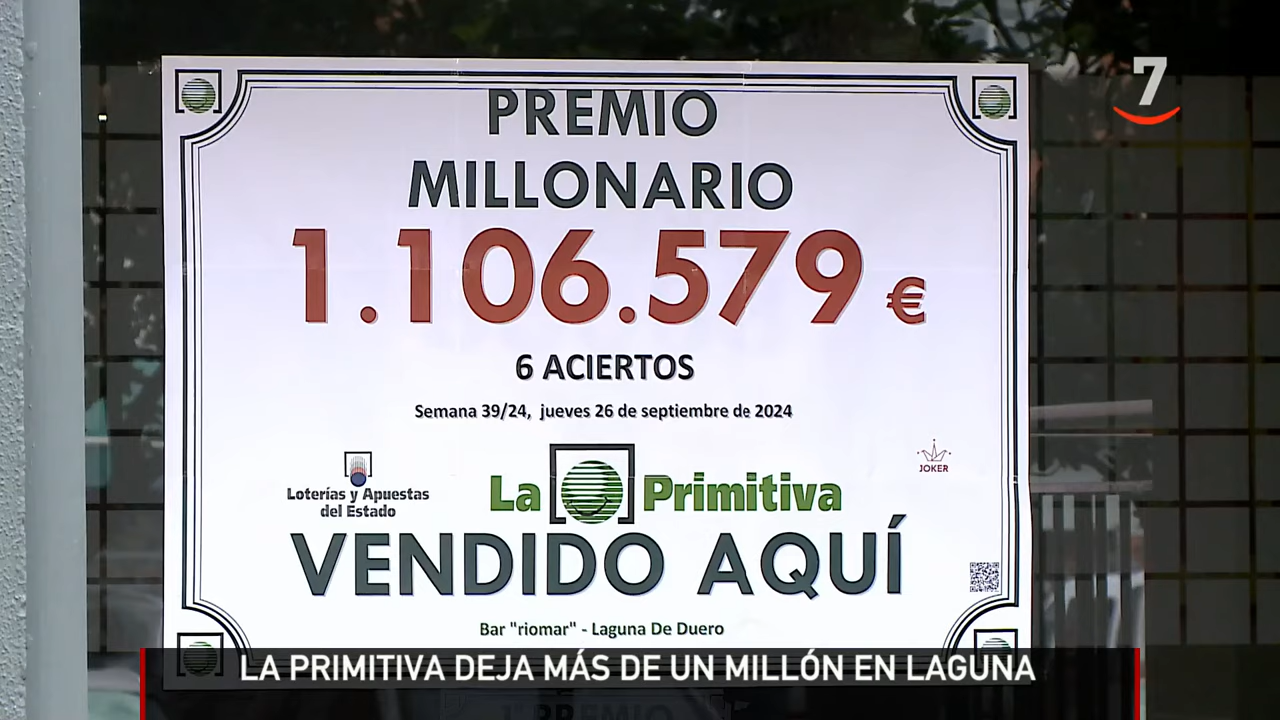 7
PREMIO
MILLONARIO
1.106.579 €
6 ACIERTOS
Semana 39/24, jueves 26 de septiembre de 2024
JOKER
Loterías y Apuestas
del Estado
La Primitiva
VENDIDO AQUÍ
Bar "riomar" - Laguna De Duero
LA PRIMITIVA DEJA MÁS DE UN MILLÓN EN LAGUNA
1º PREMIO